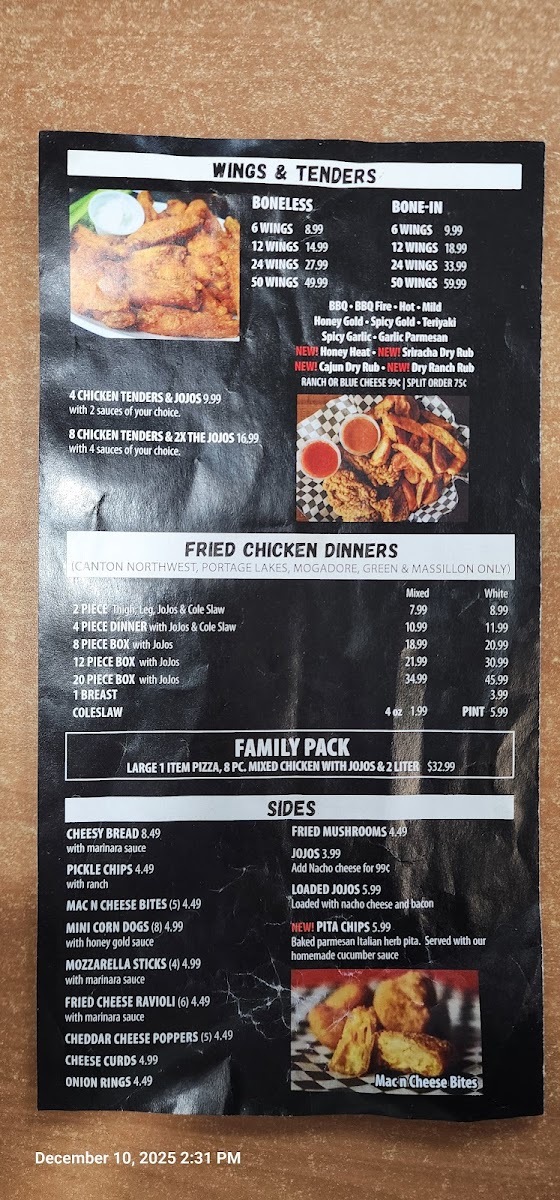 WINGS & TENDERS
BONELESS
6 WINGS 8.99
12 WINGS 14.99
24 WINGS 27.99
50 WINGS 49.99
BONE-IN
6 WINGS 9.99
12 WINGS 18.99
24 WINGS 33.99
50 WINGS 59.99
BBQ • BBQ Fire • Hot • Mild
Honey Gold • Spicy Gold • Teriyaki
Spicy Garlic • Garlic Parmesan
NEW! Honey Heat • NEW! Sriracha Dry Rub
NEW! Cajun Dry Rub • NEW! Dry Ranch Rub
RANCH OR BLUE CHEESE 99¢ | SPLIT ORDER 75¢
4 CHICKEN TENDERS & JOJOS 9.99
with 2 sauces of your choice.
8 CHICKEN TENDERS & 2X THE JOJOS 16.99
with 4 sauces of your choice.
FRIED CHICKEN DINNERS
(CANTON NORTHWEST, PORTAGE LAKES, MOGADORE, GREEN & MASSILLON ONLY)
Mixed White
2 PIECE Thigh, Leg, JoJos & Cole Slaw 7.99 8.99
4 PIECE DINNER with JoJos & Cole Slaw 10.99 11.99
8 PIECE BOX with JoJos 18.99 20.99
12 PIECE BOX with JoJos 21.99 30.99
20 PIECE BOX with JoJos 34.99 45.99
1 BREAST 3.99
COLESLAW 4 oz 1.99 PINT 5.99
FAMILY PACK
LARGE 1 ITEM PIZZA, 8 PC. MIXED CHICKEN WITH JOJOS & 2 LITER $32.99
SIDES
CHEESY BREAD 8.49
with marinara sauce
PICKLE CHIPS 4.49
with ranch
MAC N CHEESE BITES (5) 4.49
MINI CORN DOGS (8) 4.99
with honey gold sauce
MOZZARELLA STICKS (4) 4.99
with marinara sauce
FRIED CHEESE RAVIOLI (6) 4.49
with marinara sauce
CHEDDAR CHEESE POPPERS (5) 4.49
CHEESE CURDS 4.99
ONION RINGS 4.49
FRIED MUSHROOMS 4.49
JOJOS 3.99
Add Nacho cheese for 99¢
LOADED JOJOS 5.99
Loaded with nacho cheese and bacon
NEW! PITA CHIPS 5.99
Baked parmesan Italian herb pita. Served with our
homemade cucumber sauce
Mac n Cheese Bites
December 10, 2025 2:31 PM